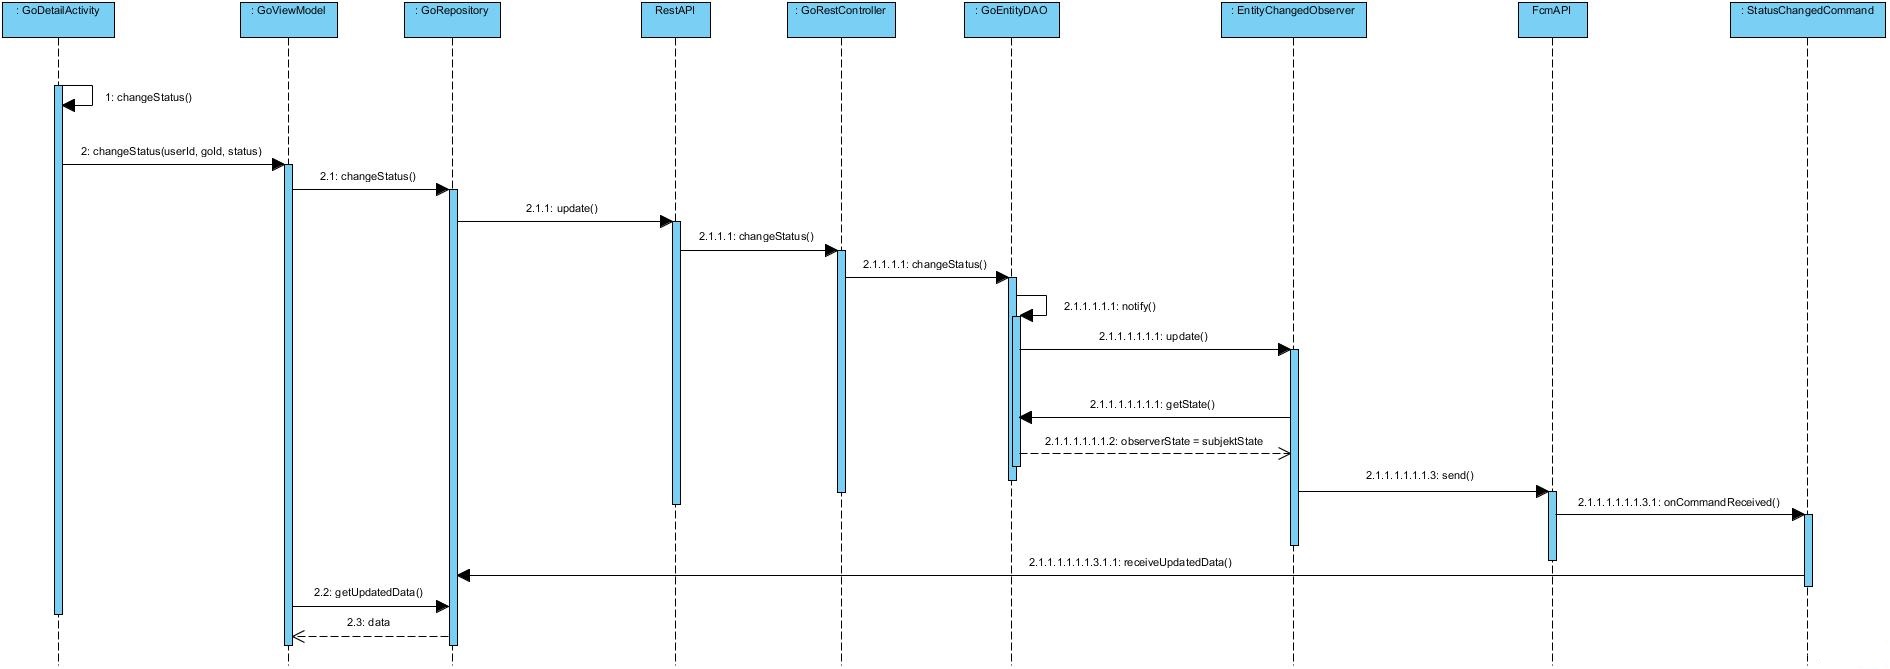 : GoDetailActivity
: GoViewModel
: GoRepository
RestAPI
: GoRestController
: GoEntityDAO
: EntityChangedObserver
FcmAPI
: StatusChangedCommand
1: changeStatus()
2: changeStatus(userId, goId, status)
2.1: changeStatus()
2.1.1: update()
2.1.1.1: changeStatus()
2.1.1.1.1: changeStatus()
2.1.1.1.1.1: notify()
2.1.1.1.1.1.1: update()
2.1.1.1.1.1.1.1: getState()
2.1.1.1.1.1.1.2: observerState = subjektState
2.1.1.1.1.1.1.3: send()
2.1.1.1.1.1.1.3.1: onCommandReceived()
2.1.1.1.1.1.1.3.1.1: receiveUpdatedData()
2.2: getUpdatedData()
2.3: data